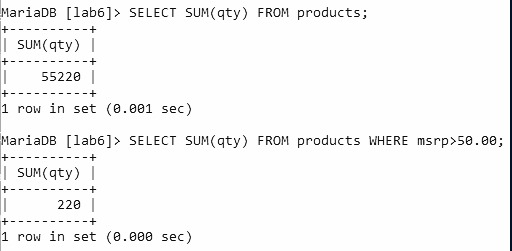 MariaDB [lab6]> SELECT SUM(qty) FROM products;
+----------+
| SUM(qty) |
+----------+
|    55220 |
+----------+
1 row in set (0.001 sec)
MariaDB [lab6]> SELECT SUM(qty) FROM products WHERE msrp>50.00;
+----------+
| SUM(qty) |
+----------+
|      220 |
+----------+
1 row in set (0.000 sec)